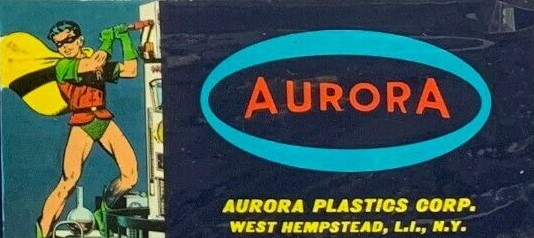 AURORA
AURORA PLASTICS CORP.
WEST HEMPSTEAD, L.I., N.Y.